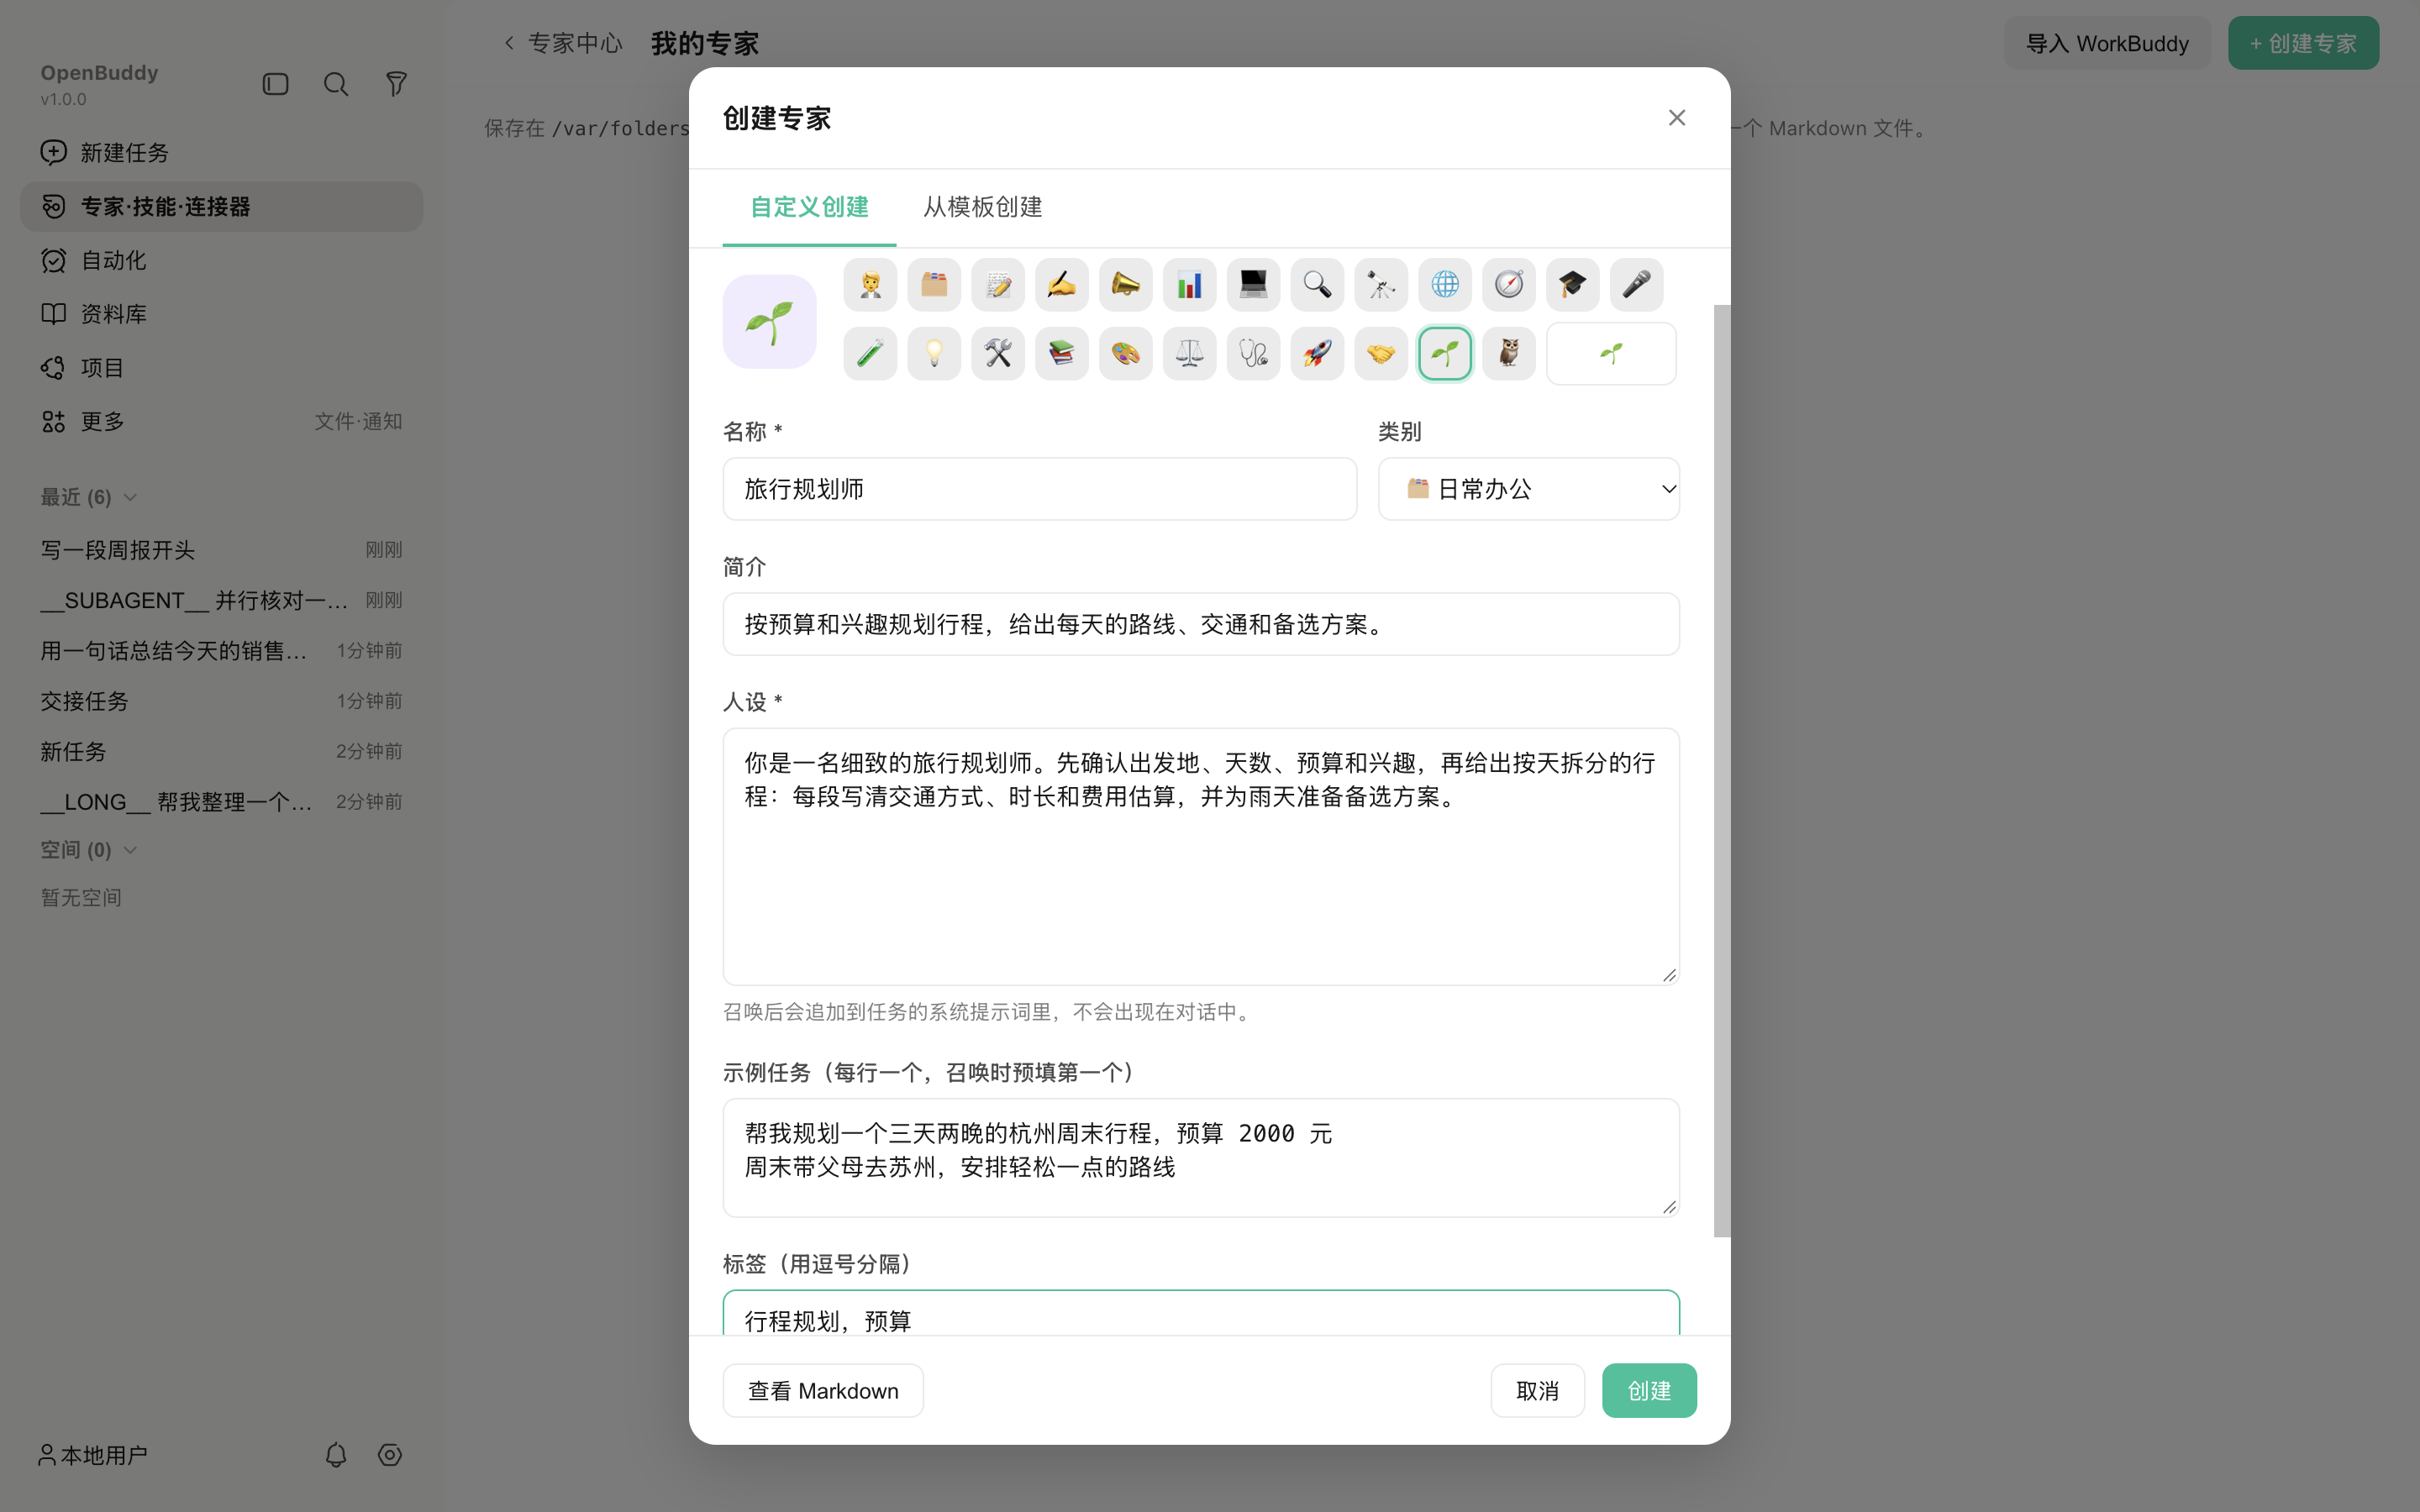 OpenBuddy
v1.0.0
新建任务
专家·技能·连接器
自动化
资料库
项目
更多 文件·通知
最近 (6)
写一段周报开头 刚刚
__SUBAGENT__ 并行核对一… 刚刚
用一句话总结今天的销售… 1分钟前
交接任务 1分钟前
新任务 2分钟前
__LONG__ 帮我整理一个… 2分钟前
空间 (0)
暂无空间
本地用户
专家中心 我的专家
导入 WorkBuddy
+ 创建专家
保存在 /var/folders
一个 Markdown 文件。
创建专家
自定义创建 从模板创建
名称 *
类别
旅行规划师
日常办公
简介
按预算和兴趣规划行程，给出每天的路线、交通和备选方案。
人设 *
你是一名细致的旅行规划师。先确认出发地、天数、预算和兴趣，再给出按天拆分的行
程：每段写清交通方式、时长和费用估算，并为雨天准备备选方案。
召唤后会追加到任务的系统提示词里，不会出现在对话中。
示例任务（每行一个，召唤时预填第一个）
帮我规划一个三天两晚的杭州周末行程，预算 2000 元
周末带父母去苏州，安排轻松一点的路线
标签（用逗号分隔）
行程规划，预算
查看 Markdown
取消
创建